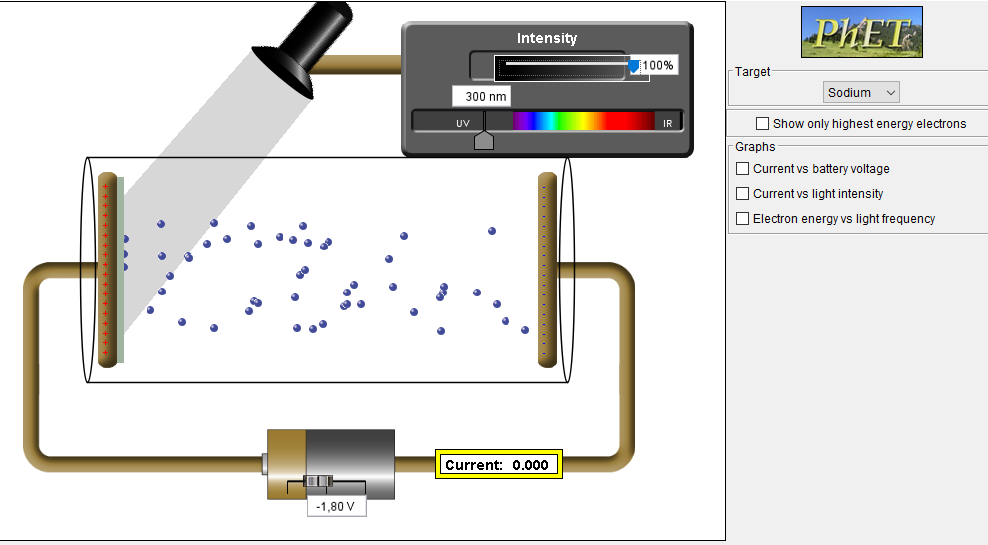 PhET
Intensity
100%
300 nm
UV
IR
Target
Sodium
Show only highest energy electrons
Graphs
Current vs battery voltage
Current vs light intensity
Electron energy vs light frequency
Current: 0.000
-1,80 V